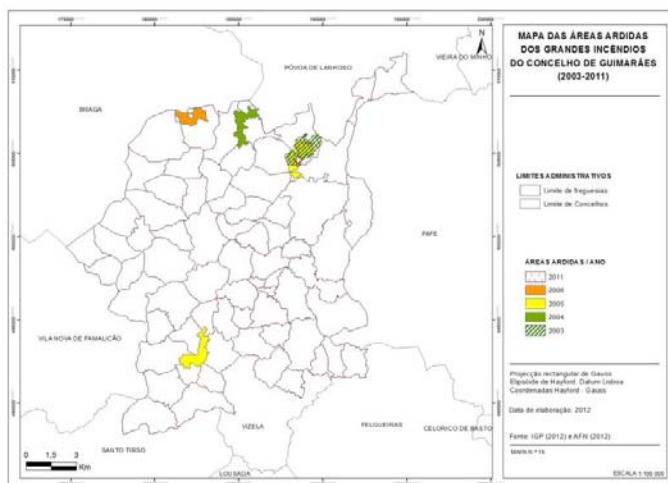 MAPA DAS ÁREAS ARDIDAS
DOS GRANDES INCÊNDIOS
DO CONCELHO DE GUIMARÃES
(2003-2011)
N
VIEIRA DO MINHO
PÓVOA DE LANHOSO
BRAGA
FAFE
VILA NOVA DE FAMALICÃO
VIZELA
FELGUEIRAS
CELORICO DE BASTO
SANTO TIRSO
LOUSADA
0 1,5 3
Km
LIMITES ADMINISTRATIVOS
Limite de freguesias
Limite de Concelhos
ÁREAS ARDIDAS / ANO
2011
2006
2005
2004
2003
Projecção rectangular de Gauss
Elipsóide de Hayford, Datum Lisboa
Coordenadas Hayford - Gauss
Data de elaboração: 2012
Fonte: IGP (2012) e AFN (2012)
MAPA N.º 15
ESCALA 1:100 000